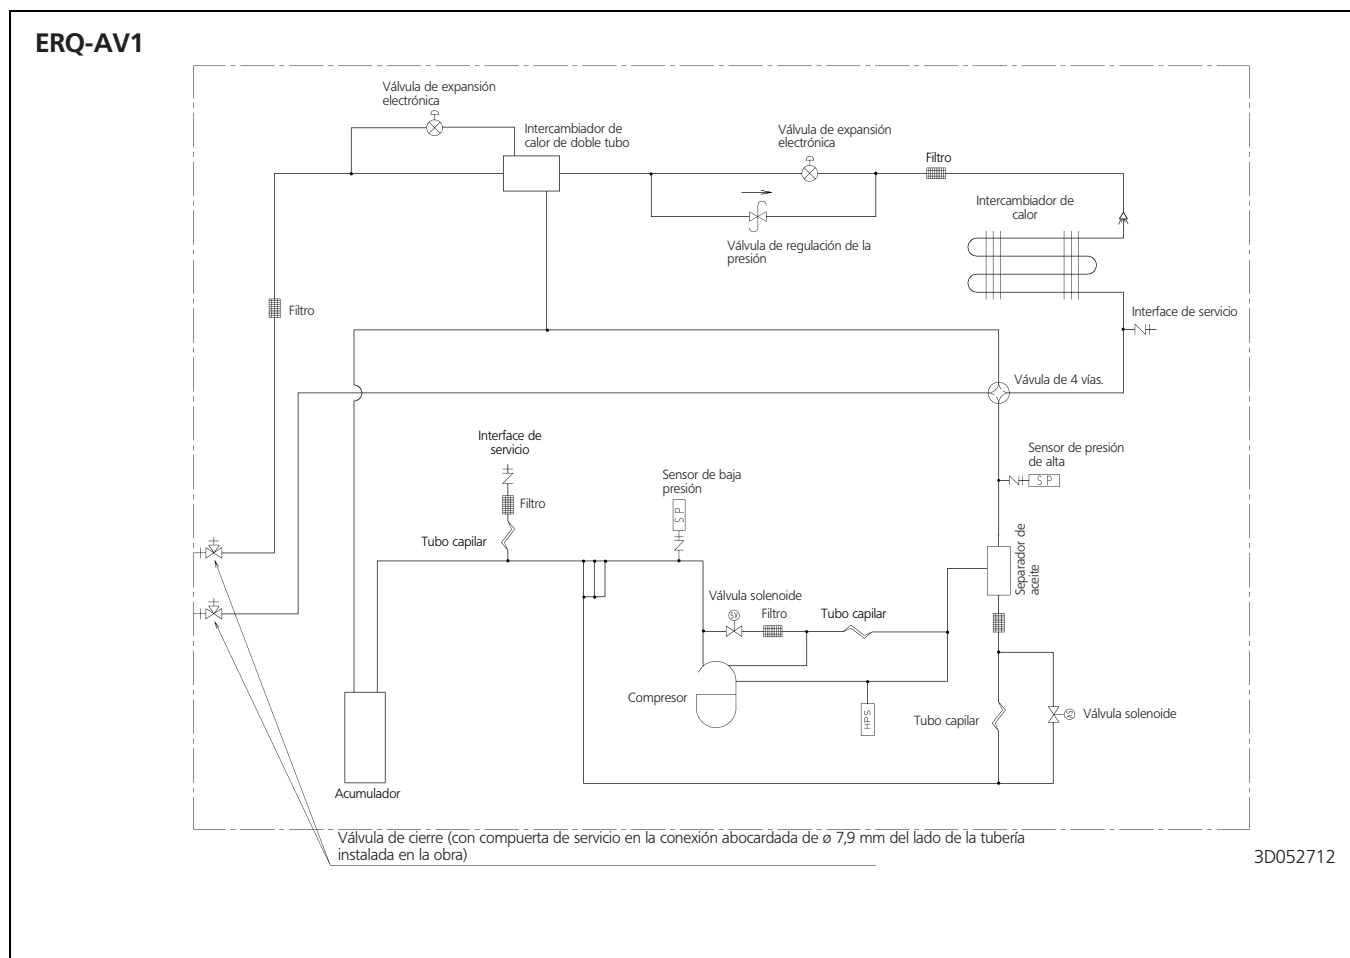 ERQ-AV1
Válvula de expansión
electrónica
Intercambiador de
calor de doble tubo
Válvula de expansión
electrónica
Filtro
Intercambiador de
calor
Válvula de regulación de la
presión
Filtro
Interface de servicio
Vávula de 4 vías.
Interface de
servicio
Filtro
Tubo capilar
Sensor de baja
presión
SP
Sensor de presión
de alta
SP
Separador de
aceite
Válvula solenoide
SV
Filtro
Tubo capilar
Compresor
HPS
Tubo capilar
SV
Válvula solenoide
Acumulador
Válvula de cierre (con compuerta de servicio en la conexión abocardada de ø 7,9 mm del lado de la tubería
instalada en la obra)
3D052712